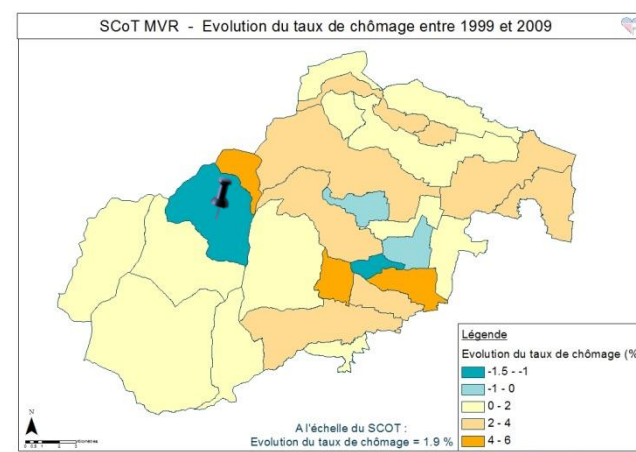 SCoT MVR - Evolution du taux de chômage entre 1999 et 2009
Légende
Evolution du taux de chômage (%
-1.5 - -1
-1 - 0
0 - 2
2 - 4
4 - 6
N
A l'échelle du SCOT :
Evolution du taux de chômage = 1.9 %